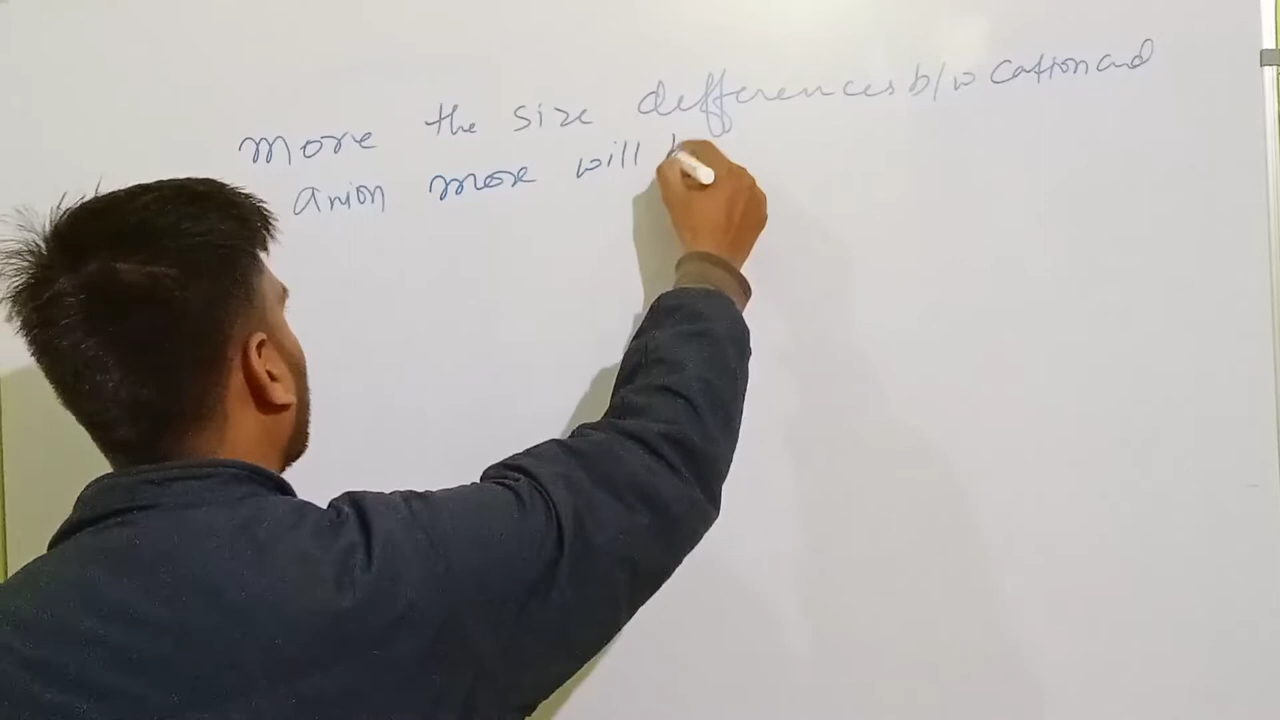 more the size differences b/w cation and
anion more will b